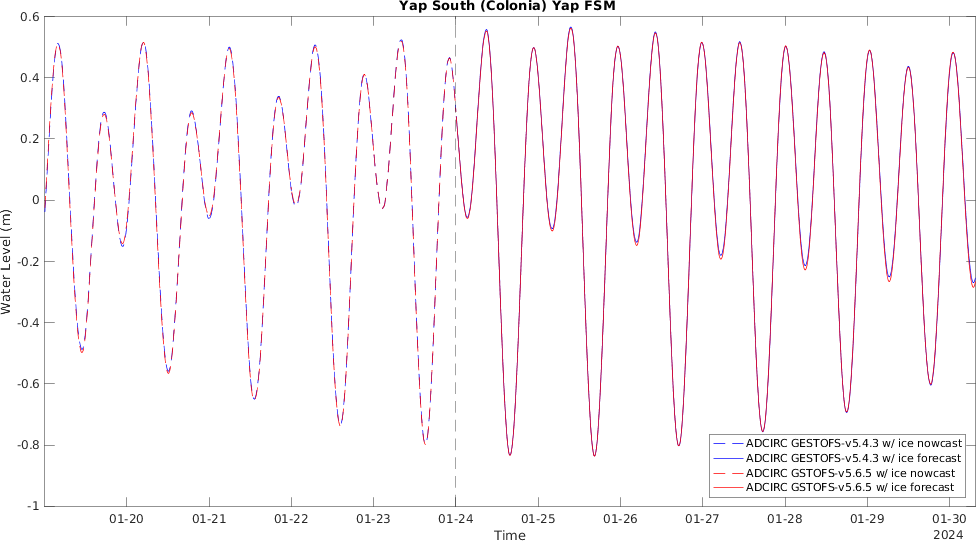 Yap South (Colonia) Yap FSM
Water Level (m)
0.6
0.4
0.2
0
-0.2
-0.4
-0.6
-0.8
-1
ADCIRC GESTOFS-v5.4.3 w/ ice nowcast
ADCIRC GESTOFS-v5.4.3 w/ ice forecast
ADCIRC GSTOFS-v5.6.5 w/ ice nowcast
ADCIRC GSTOFS-v5.6.5 w/ ice forecast
01-20 01-21 01-22 01-23 01-24 01-25 01-26 01-27 01-28 01-29 01-30
Time
2024